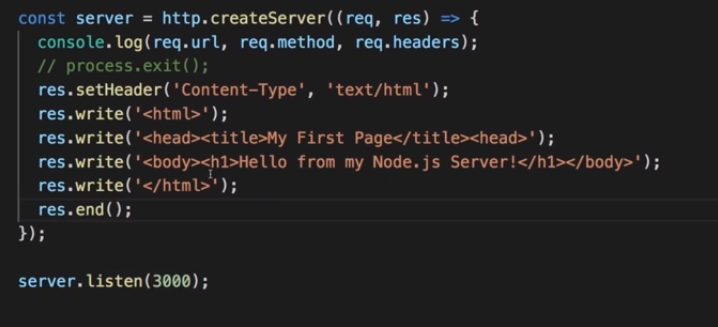 const server = http.createServer((req, res) => {
  console.log(req.url, req.method, req.headers);
  // process.exit();
  res.setHeader('Content-Type', 'text/html');
  res.write('<html>');
  res.write('<head><title>My First Page</title><head>');
  res.write('<body><h1>Hello from my Node.js Server!</h1></body>');
  res.write('</html>');
  res.end();
});

server.listen(3000);